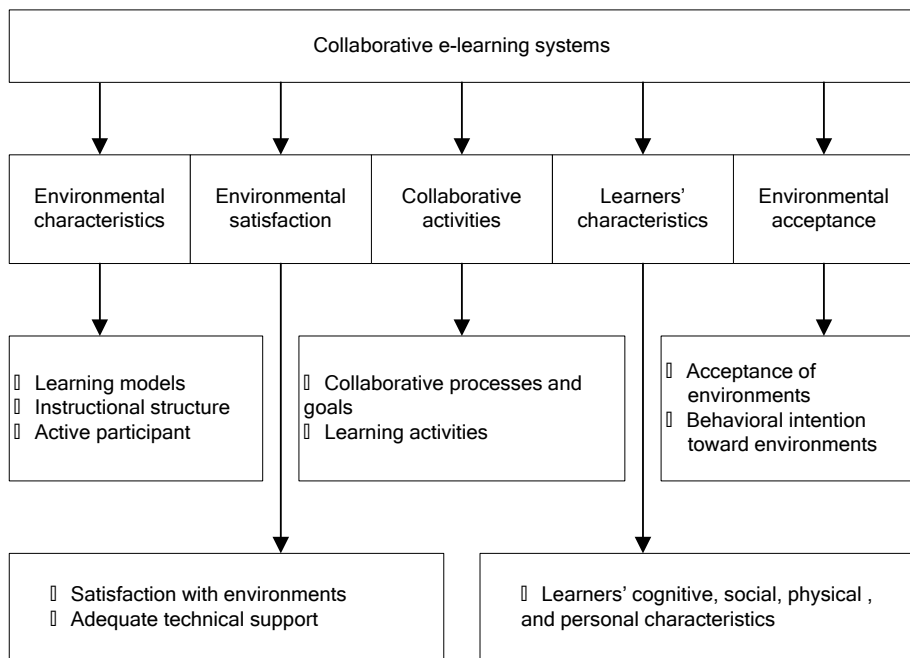 Collaborative e-learning systems
Environmental
characteristics
Environmental
satisfaction
Collaborative
activities
Learners’
characteristics
Environmental
acceptance
▯ Learning models
▯ Instructional structure
▯ Active participant
▯ Collaborative processes and
goals
▯ Learning activities
▯ Acceptance of
environments
▯ Behavioral intention
toward environments
▯ Satisfaction with environments
▯ Adequate technical support
▯ Learners’ cognitive, social, physical ,
and personal characteristics